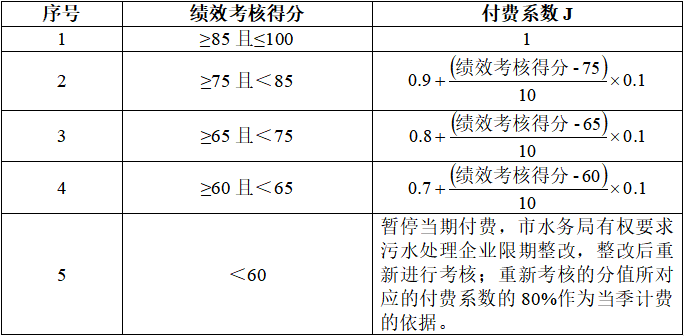 序号 绩效考核得分 付费系数 J
1 ≥85 且≤100 1
2 ≥75 且＜85 0.9+(绩效考核得分-75)/10×0.1
3 ≥65 且＜75 0.8+(绩效考核得分-65)/10×0.1
4 ≥60 且＜65 0.7+(绩效考核得分-60)/10×0.1
5 ＜60 暂停当期付费，市水务局有权要求
污水处理企业限期整改，整改后重
新进行考核；重新考核的分值所对
应的付费系数的 80%作为当季计费
的依据。